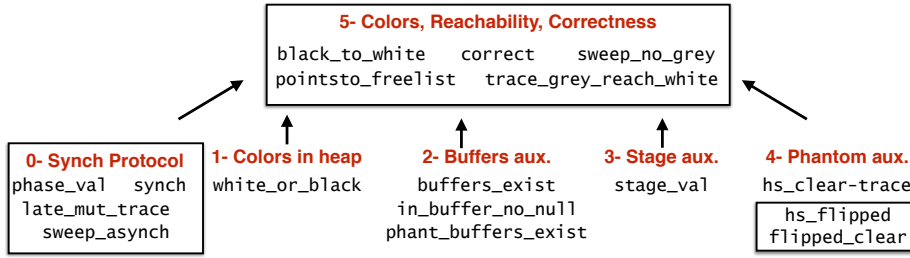 5- Colors, Reachability, Correctness
black_to_white correct sweep_no_grey
pointsto_freelist trace_grey_reach_white
0- Synch Protocol
phase_val synch
late_mut_trace
sweep_asynch
1- Colors in heap
white_or_black
2- Buffers aux.
buffers_exist
in_buffer_no_null
phant_buffers_exist
3- Stage aux.
stage_val
4- Phantom aux.
hs_clear-trace
hs_flipped
flipped_clear